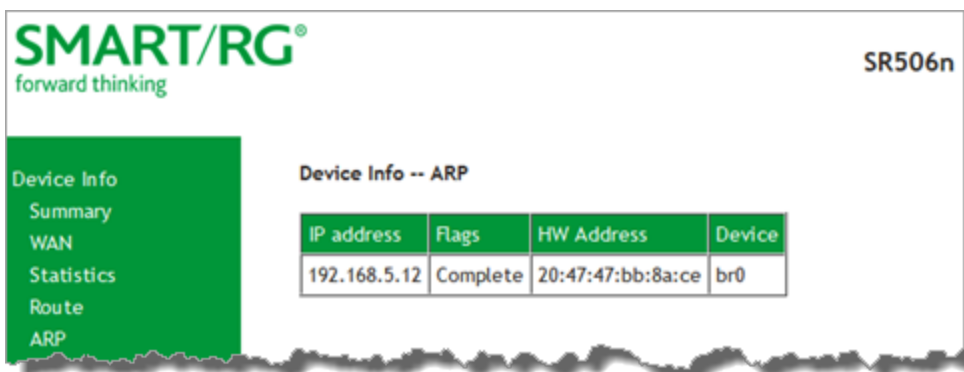 SMART/RG®
forward thinking
SR506n
Device Info
Summary
WAN
Statistics
Route
ARP
Device Info -- ARP
IP address Flags HW Address Device
192.168.5.12 Complete 20:47:47:bb:8a:ce br0